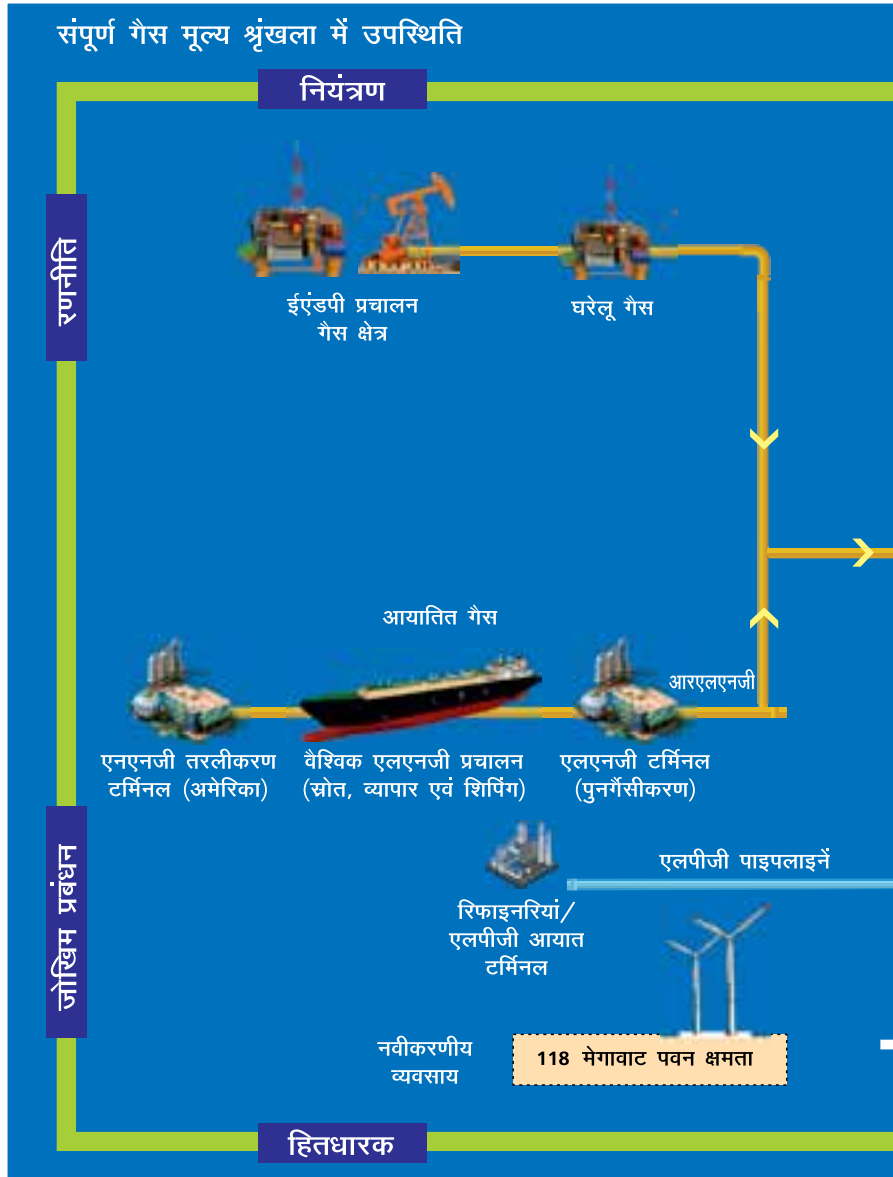 संपूर्ण गैस मूल्य श्रृंखला में उपस्थिति
नियंत्रण
रणनीति
ईएंडपी प्रचालन
गैस क्षेत्र
घरेलू गैस
आयातित गैस
आरएलएनजी
एनएनजी तरलीकरण
टर्मिनल (अमेरिका)
वैश्विक एलएनजी प्रचालन
(स्रोत, व्यापार एवं शिपिंग)
एलएनजी टर्मिनल
(पुनर्गैसीकरण)
जोखिम प्रबंधन
एलपीजी पाइपलाइनें
रिफाइनरियां/
एलपीजी आयात
टर्मिनल
नवीकरणीय
व्यवसाय
118 मेगावाट पवन क्षमता
हितधारक